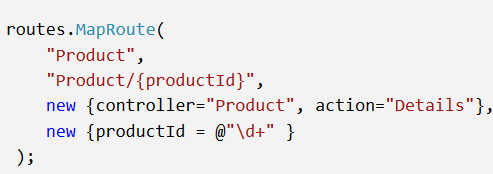 routes.MapRoute(
    "Product",
    "Product/{productId}",
    new {controller="Product", action="Details"},
    new {productId = @"\d+" }
 );